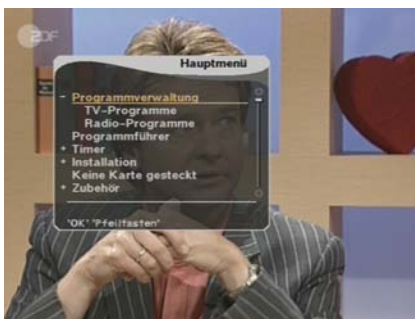 ZDF
Hauptmenü
- Programmverwaltung
TV-Programme
Radio-Programme
Programmführer
+ Timer
+ Installation
Keine Karte gesteckt
+ Zubehör
"OK" "Pfeiltasten"